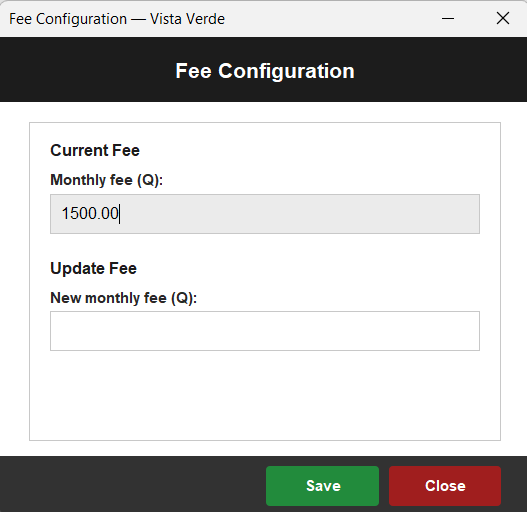 Fee Configuration — Vista Verde
Fee Configuration
Current Fee
Monthly fee (Q):
1500.00
Update Fee
New monthly fee (Q):
Save Close